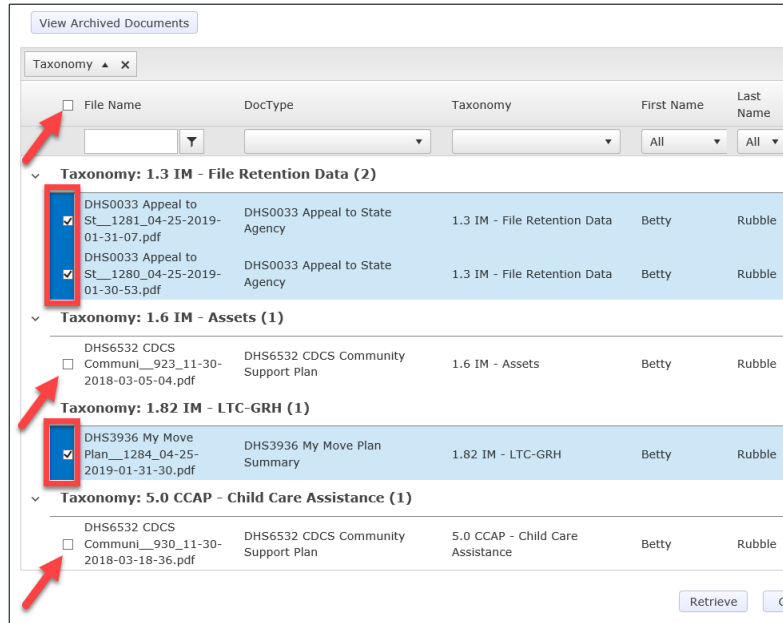 View Archived Documents
Taxonomy
File Name DocType Taxonomy First Name Last Name
All All
Taxonomy: 1.3 IM - File Retention Data (2)
DHS0033 Appeal to St__1281_04-25-2019-01-31-07.pdf DHS0033 Appeal to State Agency 1.3 IM - File Retention Data Betty Rubble
DHS0033 Appeal to St__1280_04-25-2019-01-30-53.pdf DHS0033 Appeal to State Agency 1.3 IM - File Retention Data Betty Rubble
Taxonomy: 1.6 IM - Assets (1)
DHS6532 CDCS Communi__923_11-30-2018-03-05-04.pdf DHS6532 CDCS Community Support Plan 1.6 IM - Assets Betty Rubble
Taxonomy: 1.82 IM - LTC-GRH (1)
DHS3936 My Move Plan__1284_04-25-2019-01-31-30.pdf DHS3936 My Move Plan Summary 1.82 IM - LTC-GRH Betty Rubble
Taxonomy: 5.0 CCAP - Child Care Assistance (1)
DHS6532 CDCS Communi__930_11-30-2018-03-18-36.pdf DHS6532 CDCS Community Support Plan 5.0 CCAP - Child Care Assistance Betty Rubble
Retrieve